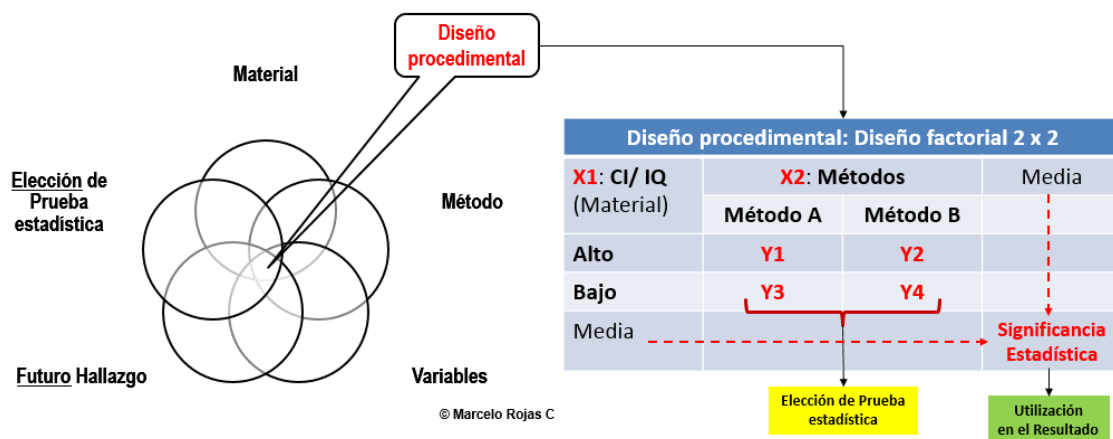 Diseño
procedimental
Material
Elección de
Prueba
estadística
Método
Futuro Hallazgo
Variables
© Marcelo Rojas C
Diseño procedimental: Diseño factorial 2 x 2
X1: CI/ IQ
(Material)
X2: Métodos
Media
Método A
Método B
Alto
Y1
Y2
Bajo
Y3
Y4
Media
Significancia
Estadística
Elección de Prueba
estadística
Utilización
en el Resultado